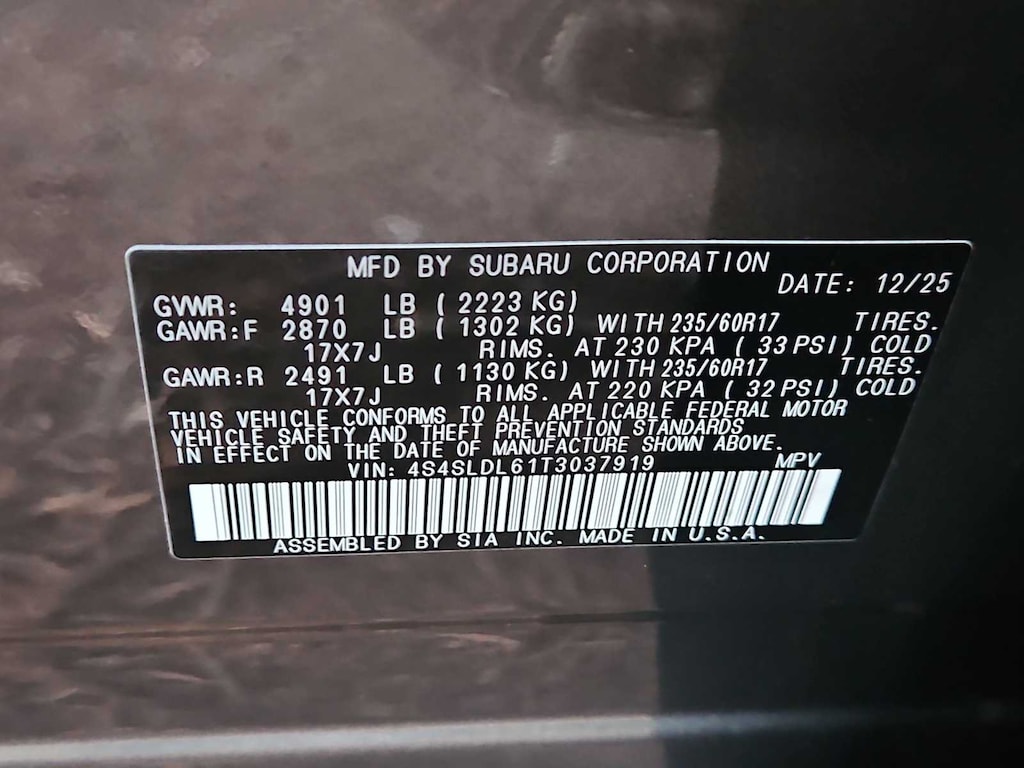 MFD BY SUBARU CORPORATION
DATE: 12/25
GVWR: 4901 LB ( 2223 KG)
GAWR:F 2870 LB ( 1302 KG) WITH 235/60R17 TIRES.
17X7J RIMS. AT 230 KPA ( 33 PSI) COLD
GAWR:R 2491 LB ( 1130 KG) WITH 235/60R17 TIRES.
17X7J RIMS. AT 220 KPA ( 32 PSI) COLD
THIS VEHICLE CONFORMS TO ALL APPLICABLE FEDERAL MOTOR
VEHICLE SAFETY AND THEFT PREVENTION STANDARDS
IN EFFECT ON THE DATE OF MANUFACTURE SHOWN ABOVE.
VIN: 4S4SLDL61T3037919 MPV
ASSEMBLED BY SIA INC. MADE IN U.S.A.